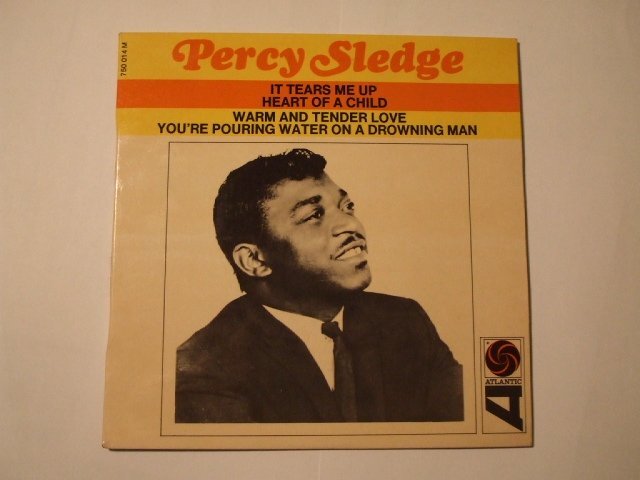 Percy Sledge
750 014 M
IT TEARS ME UP
HEART OF A CHILD
WARM AND TENDER LOVE
YOU'RE POURING WATER ON A DROWNING MAN
ATLANTIC